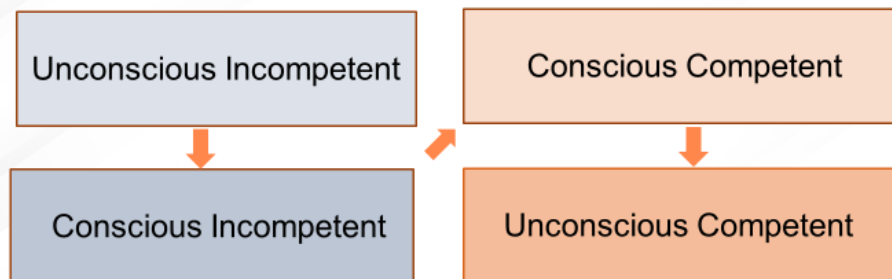 Unconscious Incompetent
Conscious Incompetent
Conscious Competent
Unconscious Competent